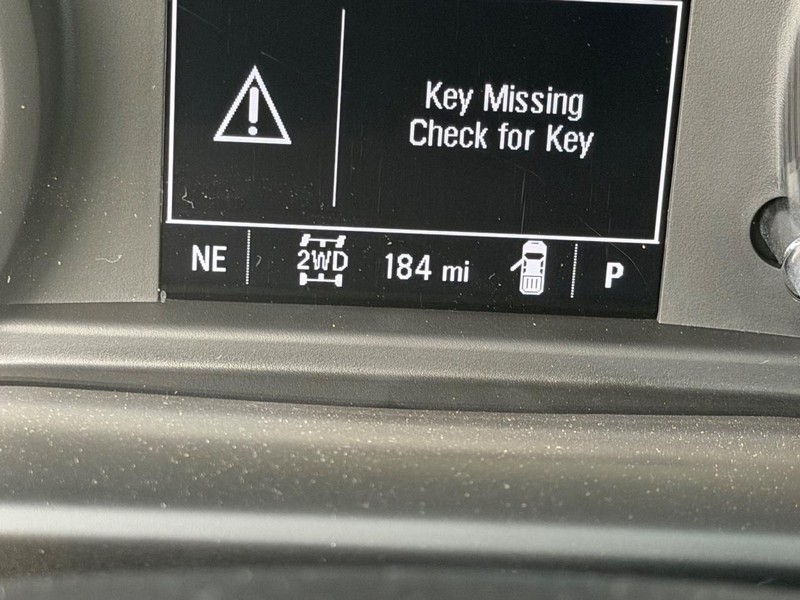 Key Missing
Check for Key
NE 2WD 184 mi P